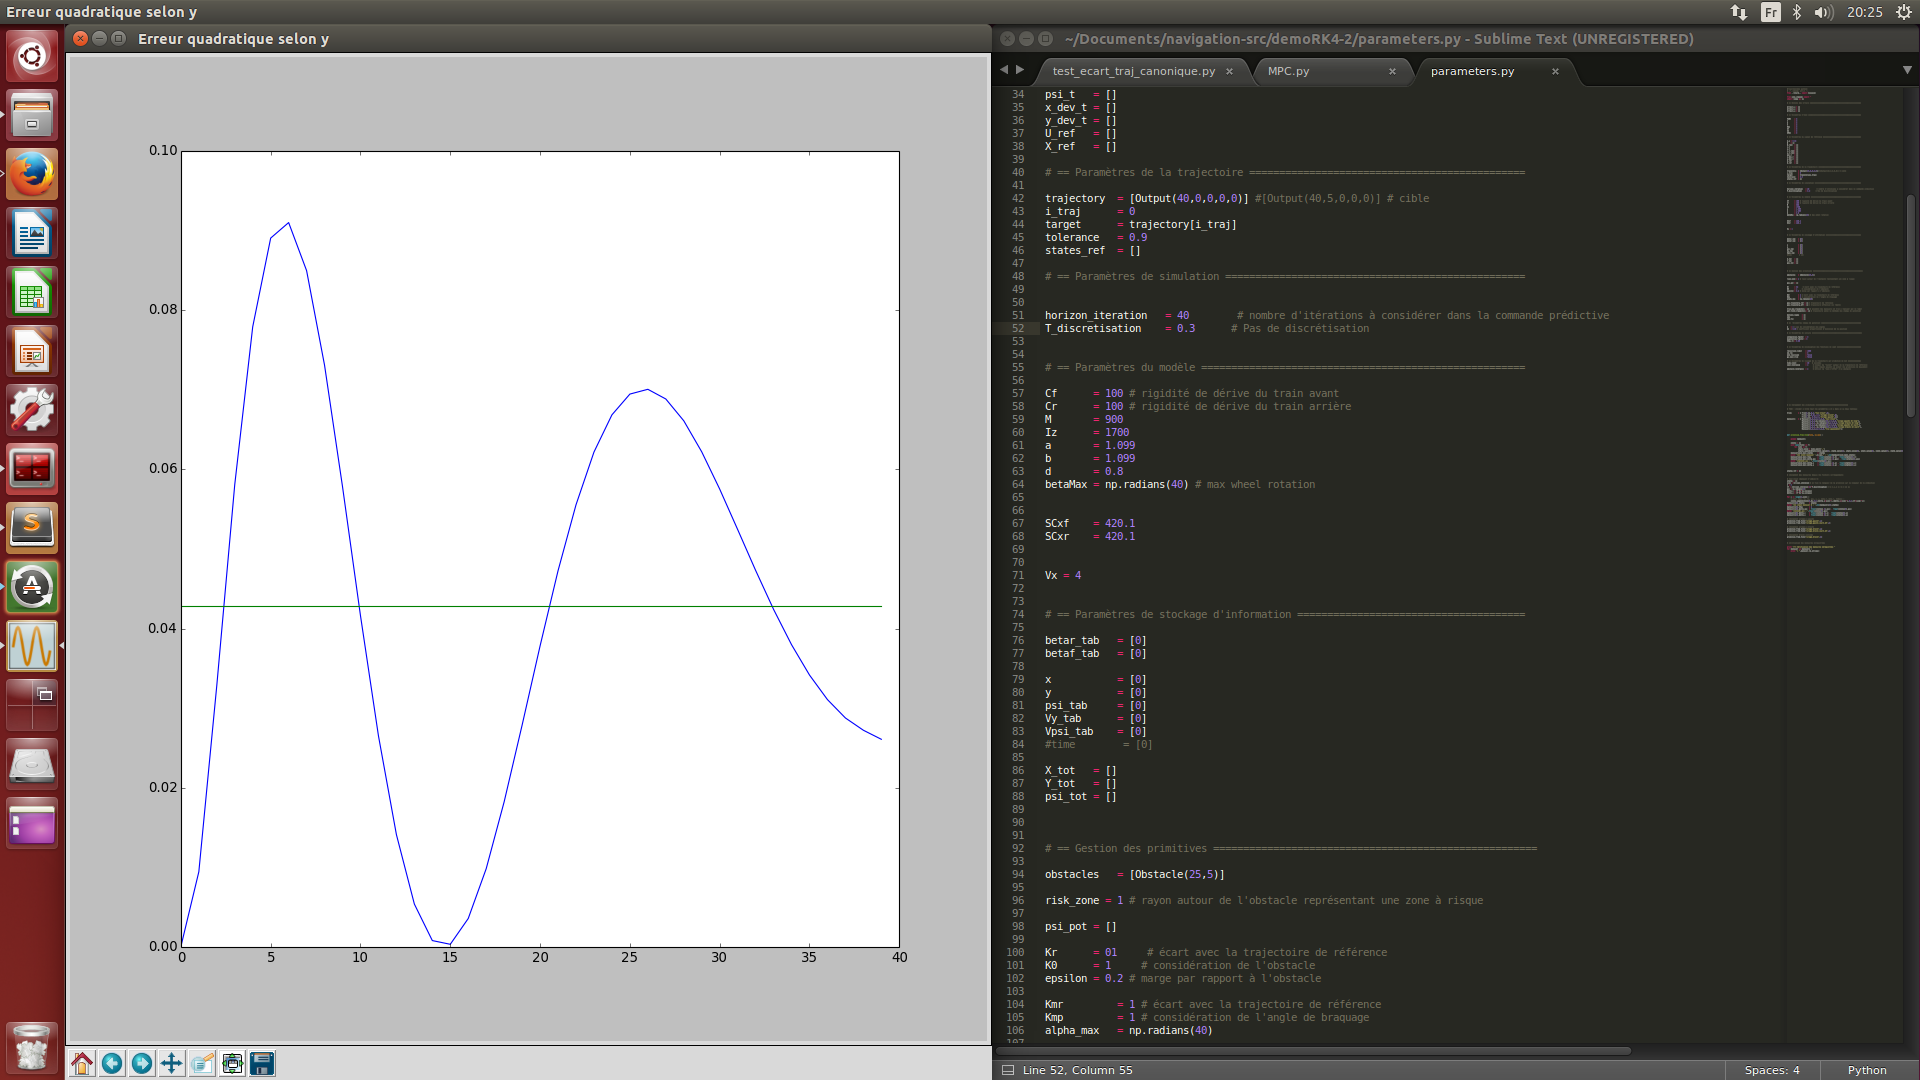 Erreur quadratique selon y
Fr
20:25
Erreur quadratique selon y
0.10
0.08
0.06
0.04
0.02
0.00
0 5 10 15 20 25 30 35 40
~/Documents/navigation-src/demoRK4-2/parameters.py - Sublime Text (UNREGISTERED)
test_ecart_traj_canonique.py × MPC.py × parameters.py ×
34 psi_t = []
35 x_dev_t = []
36 y_dev_t = []
37 U_ref = []
38 X_ref = []
39
40 # == Paramètres de la trajectoire ==============================================
41
42 trajectory = [Output(40,0,0,0,0)] #[Output(40,5,0,0,0)] # cible
43 i_traj = 0
44 target = trajectory[i_traj]
45 tolerance = 0.9
46 states_ref = []
47
48 # == Paramètres de simulation ==================================================
49
50
51 horizon_iteration = 40 # nombre d'itérations à considérer dans la commande prédictive
52 T_discretisation = 0.3 # Pas de discrétisation
53
54
55 # == Paramètres du modèle ======================================================
56
57 Cf = 100 # rigidité de dérive du train avant
58 Cr = 100 # rigidité de dérive du train arrière
59 M = 900
60 Iz = 1700
61 a = 1.099
62 b = 1.099
63 d = 0.8
64 betaMax = np.radians(40) # max wheel rotation
65
66
67 SCxf = 420.1
68 SCxr = 420.1
69
70
71 Vx = 4
72
73
74 # == Paramètres de stockage d'information ======================================
75
76 betar_tab = [0]
77 betaf_tab = [0]
78
79 x = [0]
80 y = [0]
81 psi_tab = [0]
82 Vy_tab = [0]
83 Vpsi_tab = [0]
84 #time = [0]
85
86 X_tot = []
87 Y_tot = []
88 psi_tot = []
89
90
91
92 # == Gestion des primitives ======================================================
93
94 obstacles = [Obstacle(25,5)]
95
96 risk_zone = 1 # rayon autour de l'obstacle représentant une zone à risque
97
98 psi_pot = []
99
100 Kr = 01 # écart avec la trajectoire de référence
101 K0 = 1 # considération de l'obstacle
102 epsilon = 0.2 # marge par rapport à l'obstacle
103
104 Kmr = 1 # écart avec la trajectoire de référence
105 Kmp = 1 # considération de l'angle de braquage
106 alpha_max = np.radians(40)
107
Line 52, Column 55
Spaces: 4
Python